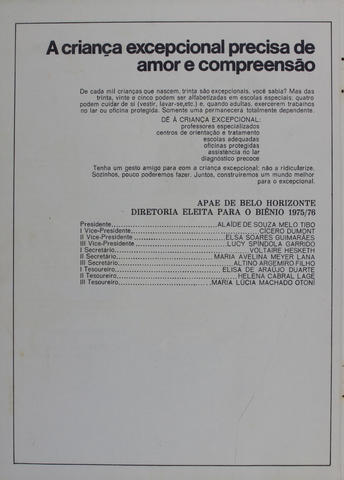 A criança excepcional precisa de
amor e compreensão
De cada mil crianças que nascem, trinta são excepcionais, você sabia? Mas das
trinta, vinte e cinco podem ser alfabetizadas em escolas especiais; quatro
podem cuidar de si (vestir, lavar-se,etc.) e, quando adultas, exercerem trabalhos
no lar ou oficina protegida. Somente uma permanecerá totalmente dependente.
DÊ À CRIANÇA EXCEPCIONAL:
professores especializados
centros de orientação e tratamento
escolas adequadas
oficinas protegidas
assistência no lar
diagnóstico precoce
Tenha um gesto amigo para com a criança excepcional; não a ridicularize.
Sozinhos, pouco poderemos fazer. Juntos, construiremos um mundo melhor
para o excepcional.
APAE DE BELO HORIZONTE
DIRETORIA ELEITA PARA O BIÊNIO 1975/76
Presidente........ALAÍDE DE SOUZA MELO TIBO
I Vice-Presidente........CÍCERO DUMONT
II Vice-Presidente........ELSA SOARES GUIMARÃES
III Vice-Presidente........LUCY SPÍNDOLA GARRIDO
I Secretário........VOLTAIRE HESKETH
II Secretário........MARIA AVELINA MEYER LANA
III Secretário........ALTINO ARGEMIRO FILHO
I Tesoureiro........ELISA DE ARAÚJO DUARTE
II Tesoureiro........HELENA CABRAL LAGE
III Tesoureiro........MARIA LÚCIA MACHADO OTONI